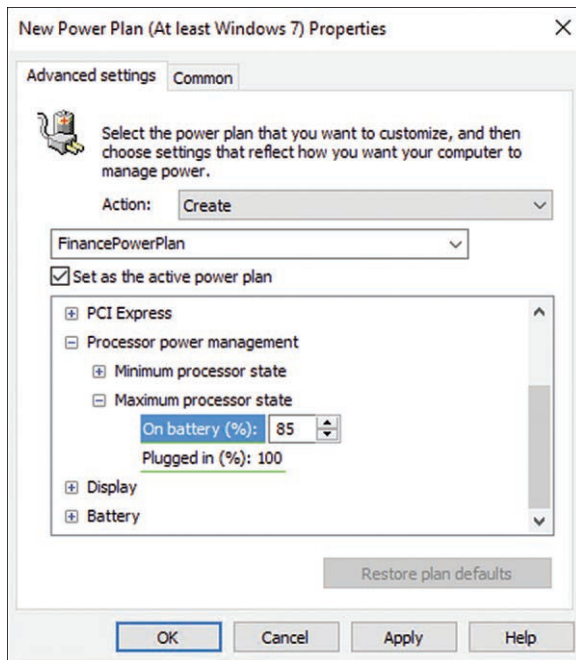 New Power Plan (At least Windows 7) Properties
Advanced settings
Common
Select the power plan that you want to customize, and then
choose settings that reflect how you want your computer to
manage power.
Action:
Create
FinancePowerPlan
Set as the active power plan
PCI Express
Processor power management
Minimum processor state
Maximum processor state
On battery (%): 85
Plugged in (%): 100
Display
Battery
Restore plan defaults
OK
Cancel
Apply
Help